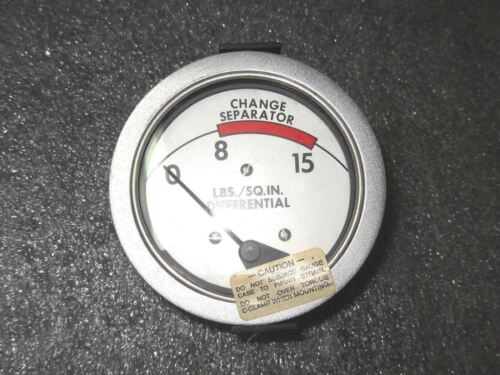 CHANGE
SEPARATOR
0 8 15
LBS./SQ.IN.
DIFFERENTIAL
— CAUTION —
DO NOT SUBJECT GAUGE
CASE TO PIPING STRAIN.
DO NOT OVER TORQUE
C-CLAMP WHEN MOUNTING.